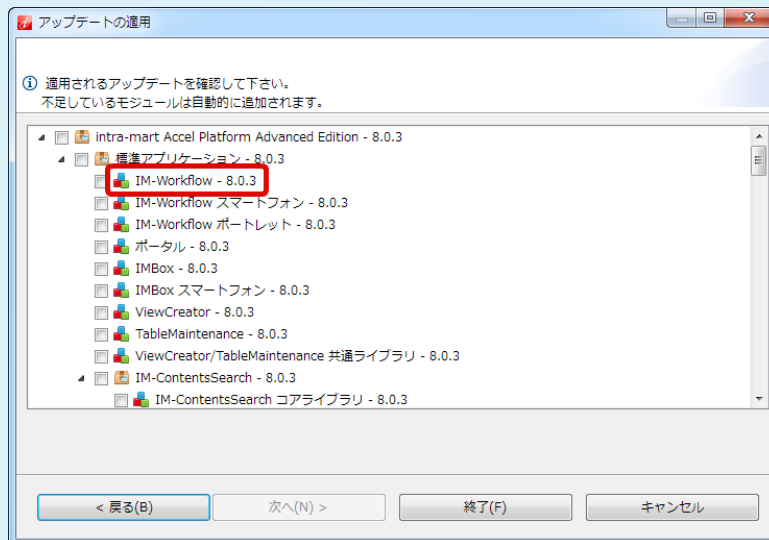 アップデートの適用
適用されるアップデートを確認して下さい。
不足しているモジュールは自動的に追加されます。
intra-mart Accel Platform Advanced Edition - 8.0.3
標準アプリケーション - 8.0.3
IM-Workflow - 8.0.3
IM-Workflow スマートフォン - 8.0.3
IM-Workflow ポートレット - 8.0.3
ポータル - 8.0.3
IMBox - 8.0.3
IMBox スマートフォン - 8.0.3
ViewCreator - 8.0.3
TableMaintenance - 8.0.3
ViewCreator/TableMaintenance 共通ライブラリ - 8.0.3
IM-ContentsSearch - 8.0.3
IM-ContentsSearch コアライブラリ - 8.0.3
< 戻る(B) 次へ(N) > 終了(F) キャンセル